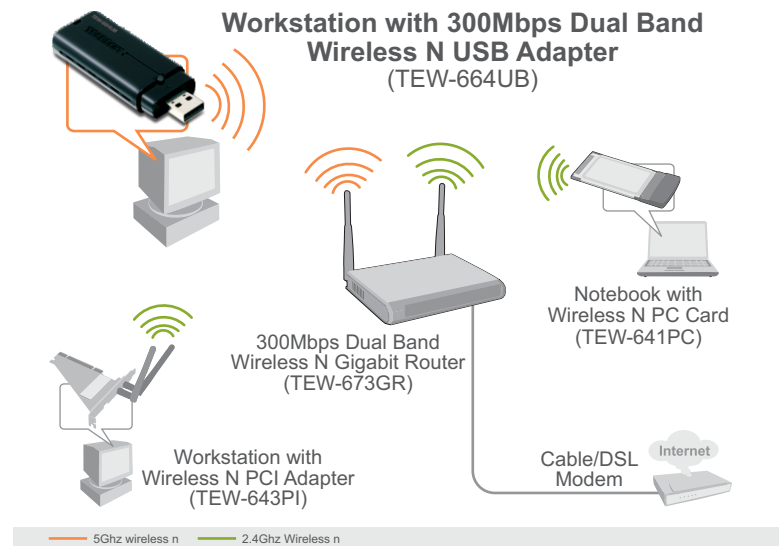 Workstation with 300Mbps Dual Band
Wireless N USB Adapter
(TEW-664UB)
Notebook with
Wireless N PC Card
(TEW-641PC)
300Mbps Dual Band
Wireless N Gigabit Router
(TEW-673GR)
Workstation with
Wireless N PCI Adapter
(TEW-643PI)
Cable/DSL
Modem
Internet
5Ghz wireless n
2.4Ghz Wireless n